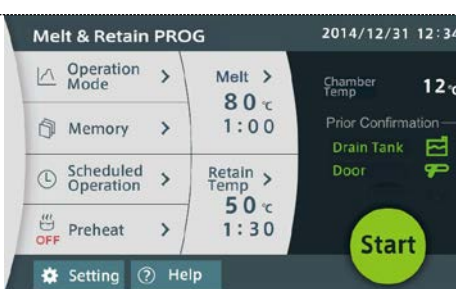 Melt & Retain PROG
2014/12/31 12:34
Operation
Mode >
Memory >
Scheduled
Operation >
OFF Preheat >
Melt >
80 ℃
1:00
Retain
Temp >
50 ℃
1:30
Chamber
Temp 12℃
Prior Confirmation
Drain Tank
Door
Start
Setting
? Help